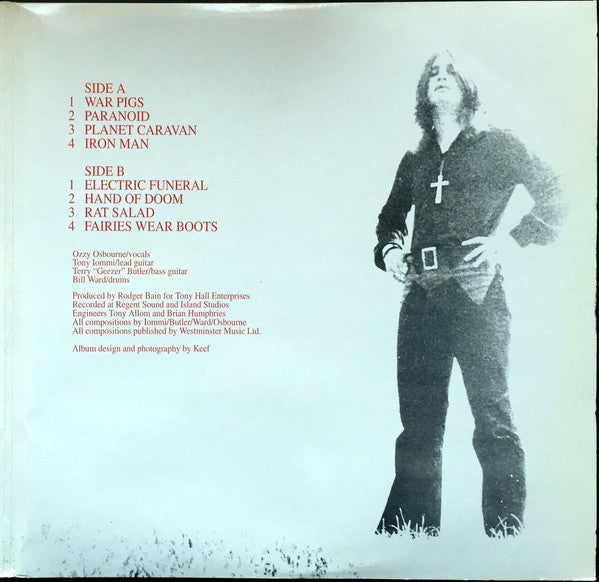 SIDE A
1 WAR PIGS
2 PARANOID
3 PLANET CARAVAN
4 IRON MAN
SIDE B
1 ELECTRIC FUNERAL
2 HAND OF DOOM
3 RAT SALAD
4 FAIRIES WEAR BOOTS
Ozzy Osbourne/vocals
Tony Iommi/lead guitar
Terry "Geezer" Butler/bass guitar
Bill Ward/drums
Produced by Rodger Bain for Tony Hall Enterprises
Recorded at Regent Sound and Island Studios
Engineers Tony Allom and Brian Humphries
All compositions by Iommi/Butler/Ward/Osbourne
All compositions published by Westminster Music Ltd.
Album design and photography by Keef